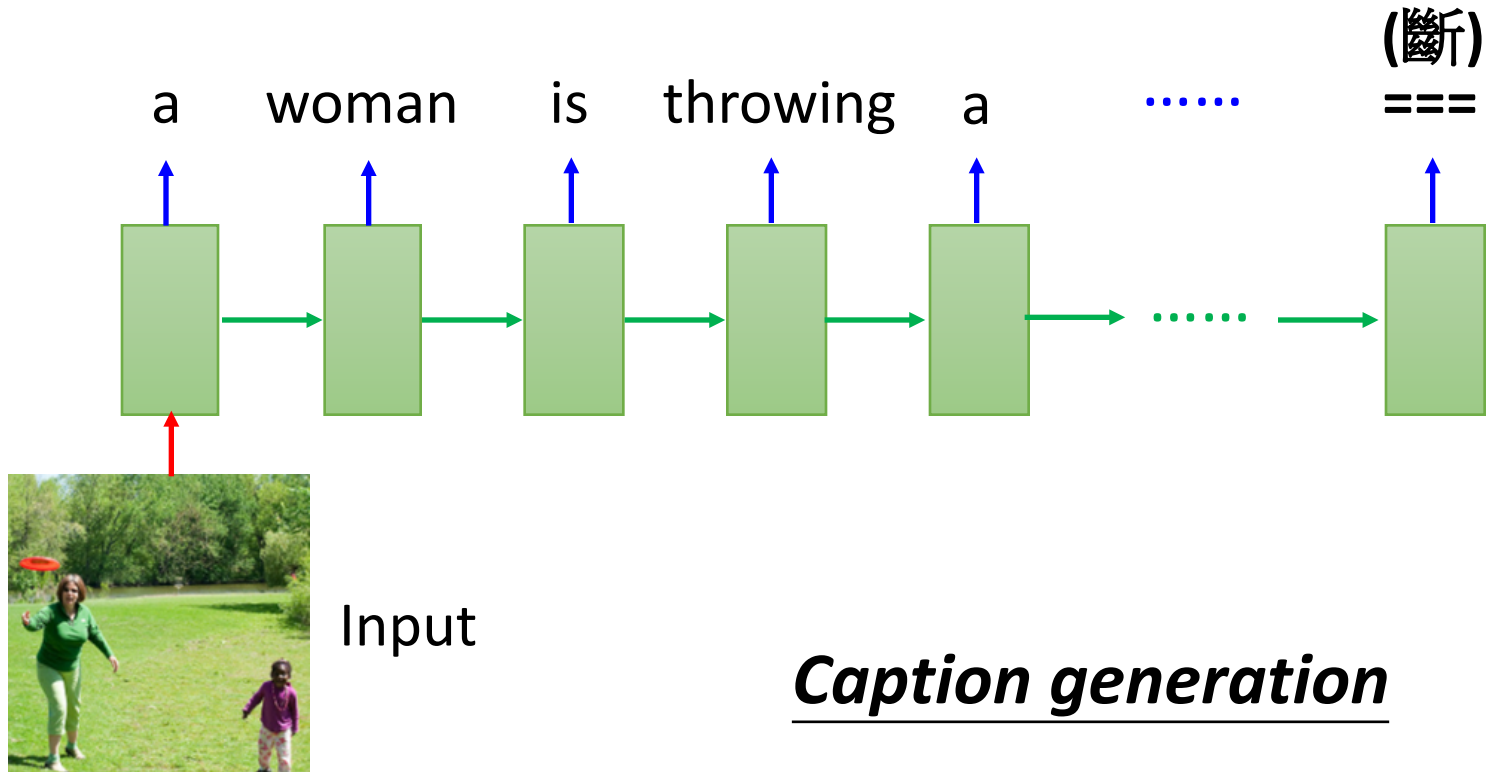 (斷)
a woman is throwing a ...... ===
......
Input
Caption generation